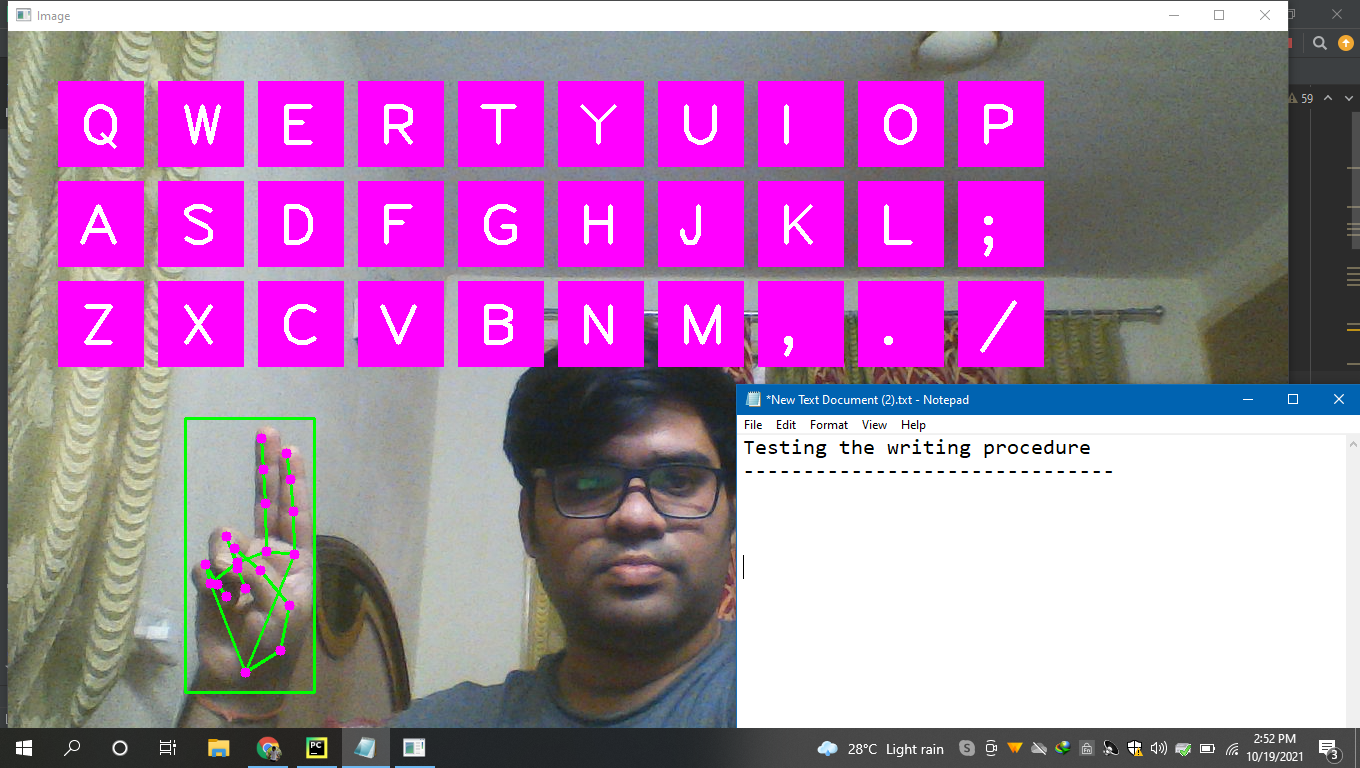 Image
59
Q W E R T Y U I O P
A S D F G H J K L ;
Z X C V B N M , . /
*New Text Document (2).txt - Notepad
File Edit Format View Help
Testing the writing procedure
-------------------------------
PC
28°C Light rain
2:52 PM
10/19/2021
3